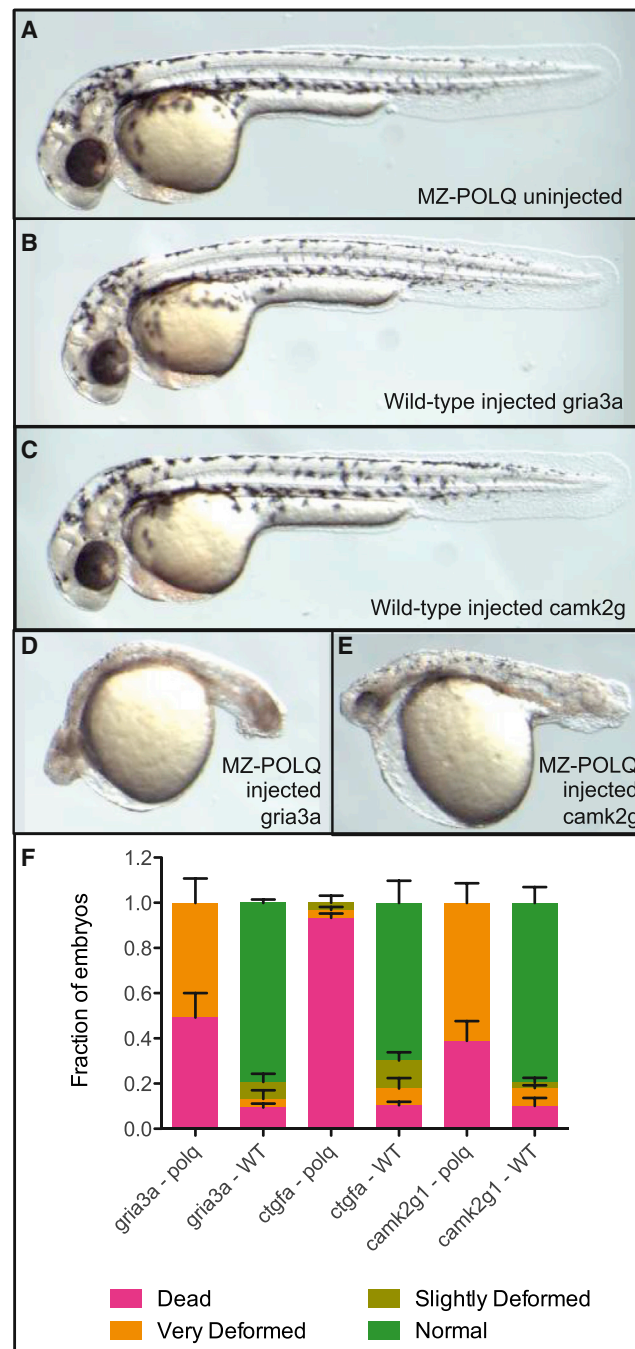 A
MZ-POLQ uninjected
B
Wild-type injected gria3a
C
Wild-type injected camk2g
D
MZ-POLQ
injected
gria3a
E
MZ-POLQ
injected
camk2g
F
Fraction of embryos
1.2
1.0
0.8
0.6
0.4
0.2
0.0
gria3a - polq
gria3a - WT
ctgfa - polq
ctgfa - WT
camk2g1 - polq
camk2g1 - WT
Dead
Very Deformed
Slightly Deformed
Normal